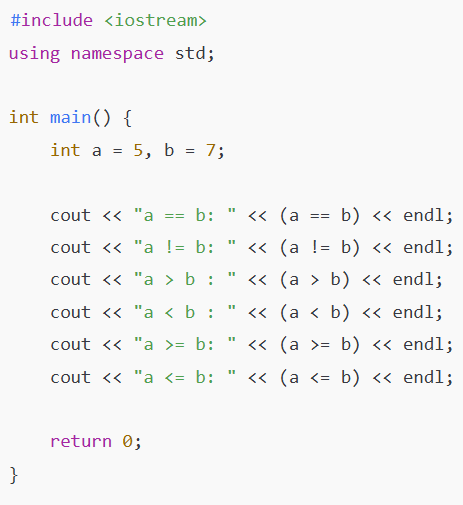 #include <iostream>
using namespace std;
int main() {
    int a = 5, b = 7;
    cout << "a == b: " << (a == b) << endl;
    cout << "a != b: " << (a != b) << endl;
    cout << "a > b : " << (a > b) << endl;
    cout << "a < b : " << (a < b) << endl;
    cout << "a >= b: " << (a >= b) << endl;
    cout << "a <= b: " << (a <= b) << endl;
    return 0;
}